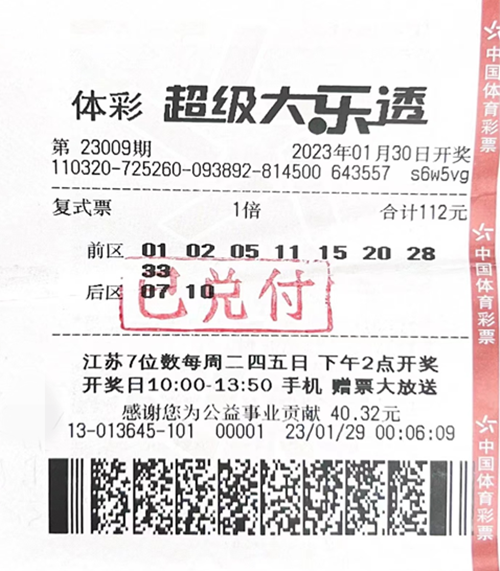 体彩 超级大乐透
第 23009期 2023年01月30日开奖
110320-725260-093892-814500 643557 s6w5vg
复式票 1倍 合计112元
前区 01 02 05 11 15 20 28
33
后区 07 10
已兑付
江苏7位数每周二四五日 下午2点开奖
开奖日10:00-13:50 手机 赠票大放送
感谢您为公益事业贡献 40.32元
13-013645-101 00001 23/01/29 00:06:09
中国体育彩票
中国体育彩票
中国体育彩票